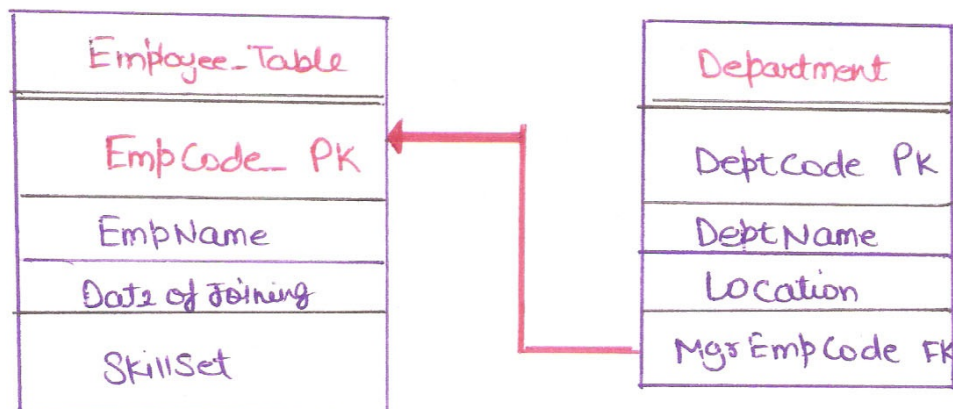 Employee_Table
EmpCode_ PK
EmpName
Date of Joining
SkillSet
Department
DeptCode PK
DeptName
Location
MgrEmpCode FK